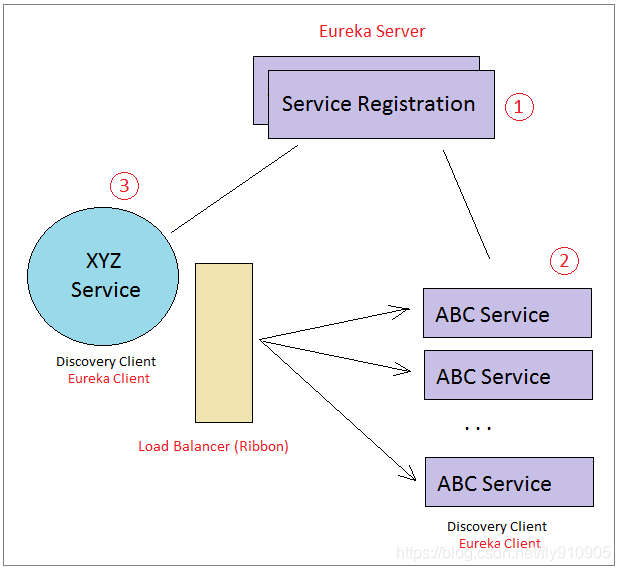 Eureka Server
Service Registration
1
3
XYZ
Service
Discovery Client
Eureka Client
Load Balancer (Ribbon)
2
ABC Service
ABC Service
. . .
ABC Service
Discovery Client
Eureka Client
https://blog.csdn.net/fly910905